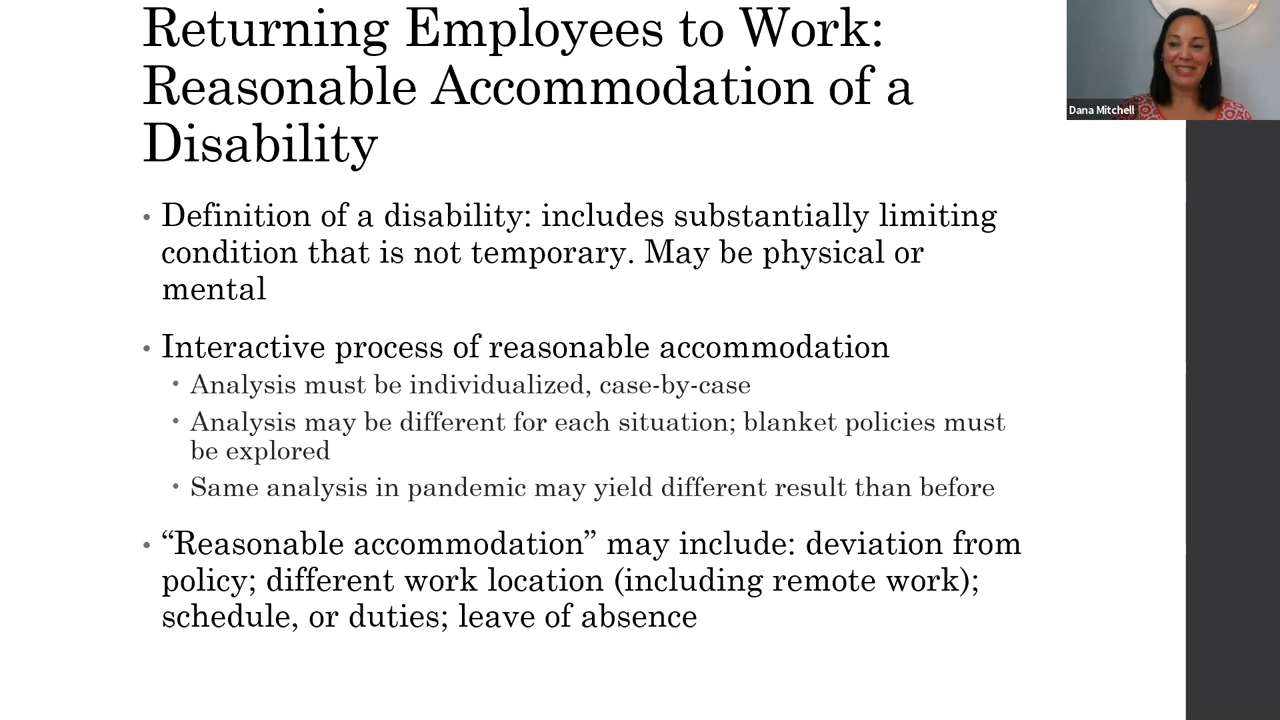 Returning Employees to Work:
Reasonable Accommodation of a
Disability
Dana Mitchell
• Definition of a disability: includes substantially limiting
condition that is not temporary. May be physical or
mental
• Interactive process of reasonable accommodation
• Analysis must be individualized, case-by-case
• Analysis may be different for each situation; blanket policies must
be explored
• Same analysis in pandemic may yield different result than before
• “Reasonable accommodation” may include: deviation from
policy; different work location (including remote work);
schedule, or duties; leave of absence